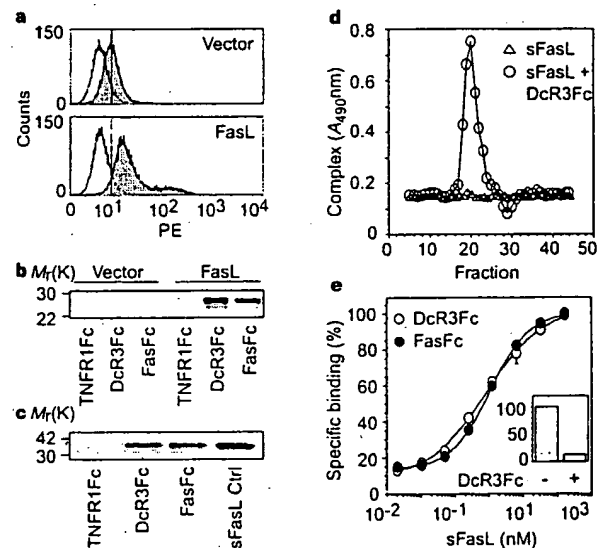 a
150
Vector
0
150
FasL
0
Counts
0 10¹ 10² 10³ 10⁴
PE
b Mr(K) Vector FasL
30
22
TNFR1Fc
DcR3Fc
FasFc
TNFR1Fc
DcR3Fc
FasFc
c Mr(K)
42
30
TNFR1Fc
DcR3Fc
FasFc
sFasL Ctrl
d
0.8
0.6
0.4
0.2
0
Complex (A490nm)
sFasL
sFasL +
DcR3Fc
0 10 20 30 40 50
Fraction
e
100
80
60
40
20
0
Specific binding (%)
DcR3Fc
FasFc
100
50
0
DcR3Fc - +
10⁻² 10⁻¹ 10⁰ 10¹ 10² 10³
sFasL (nM)